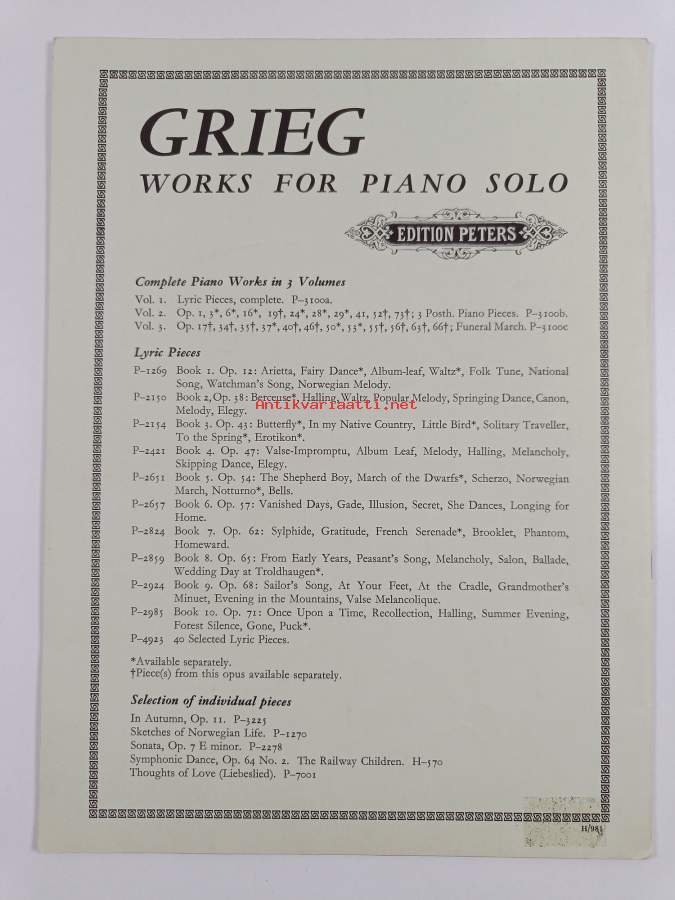 GRIEG
WORKS FOR PIANO SOLO
EDITION PETERS
Complete Piano Works in 3 Volumes
Vol. 1. Lyric Pieces, complete. P–3100a.
Vol. 2. Op. 1, 3*, 6*, 16*, 19†, 24*, 28*, 29*, 41, 52†, 73†; 3 Posth. Piano Pieces. P–3100b.
Vol. 3. Op. 17†, 34†, 35†, 37*, 40†, 46†, 50*, 53*, 55†, 56†, 63†, 66†; Funeral March. P–3100c
Lyric Pieces
P–1269 Book 1. Op. 12: Arietta, Fairy Dance*, Album-leaf, Waltz*, Folk Tune, National
Song, Watchman's Song, Norwegian Melody.
P–2150 Book 2, Op. 38: Berceuse*, Halling, Waltz, Popular Melody, Springing Dance, Canon,
Melody, Elegy.
Antikvariaatti.net
P–2154 Book 3. Op. 43: Butterfly*, In my Native Country, Little Bird*, Solitary Traveller,
To the Spring*, Erotikon*.
P–2421 Book 4. Op. 47: Valse-Impromptu, Album Leaf, Melody, Halling, Melancholy,
Skipping Dance, Elegy.
P–2651 Book 5. Op. 54: The Shepherd Boy, March of the Dwarfs*, Scherzo, Norwegian
March, Notturno*, Bells.
P–2657 Book 6. Op. 57: Vanished Days, Gade, Illusion, Secret, She Dances, Longing for
Home.
P–2824 Book 7. Op. 62: Sylphide, Gratitude, French Serenade*, Brooklet, Phantom,
Homeward.
P–2859 Book 8. Op. 65: From Early Years, Peasant's Song, Melancholy, Salon, Ballade,
Wedding Day at Troldhaugen*.
P–2924 Book 9. Op. 68: Sailor's Song, At Your Feet, At the Cradle, Grandmother's
Minuet, Evening in the Mountains, Valse Melancolique.
P–2985 Book 10. Op. 71: Once Upon a Time, Recollection, Halling, Summer Evening,
Forest Silence, Gone, Puck*.
P–4923 40 Selected Lyric Pieces.
*Available separately.
†Piece(s) from this opus available separately.
Selection of individual pieces
In Autumn, Op. 11. P–3225
Sketches of Norwegian Life. P–1270
Sonata, Op. 7 E minor. P–2278
Symphonic Dance, Op. 64 No. 2. The Railway Children. H–570
Thoughts of Love (Liebeslied). P–7001
H/981